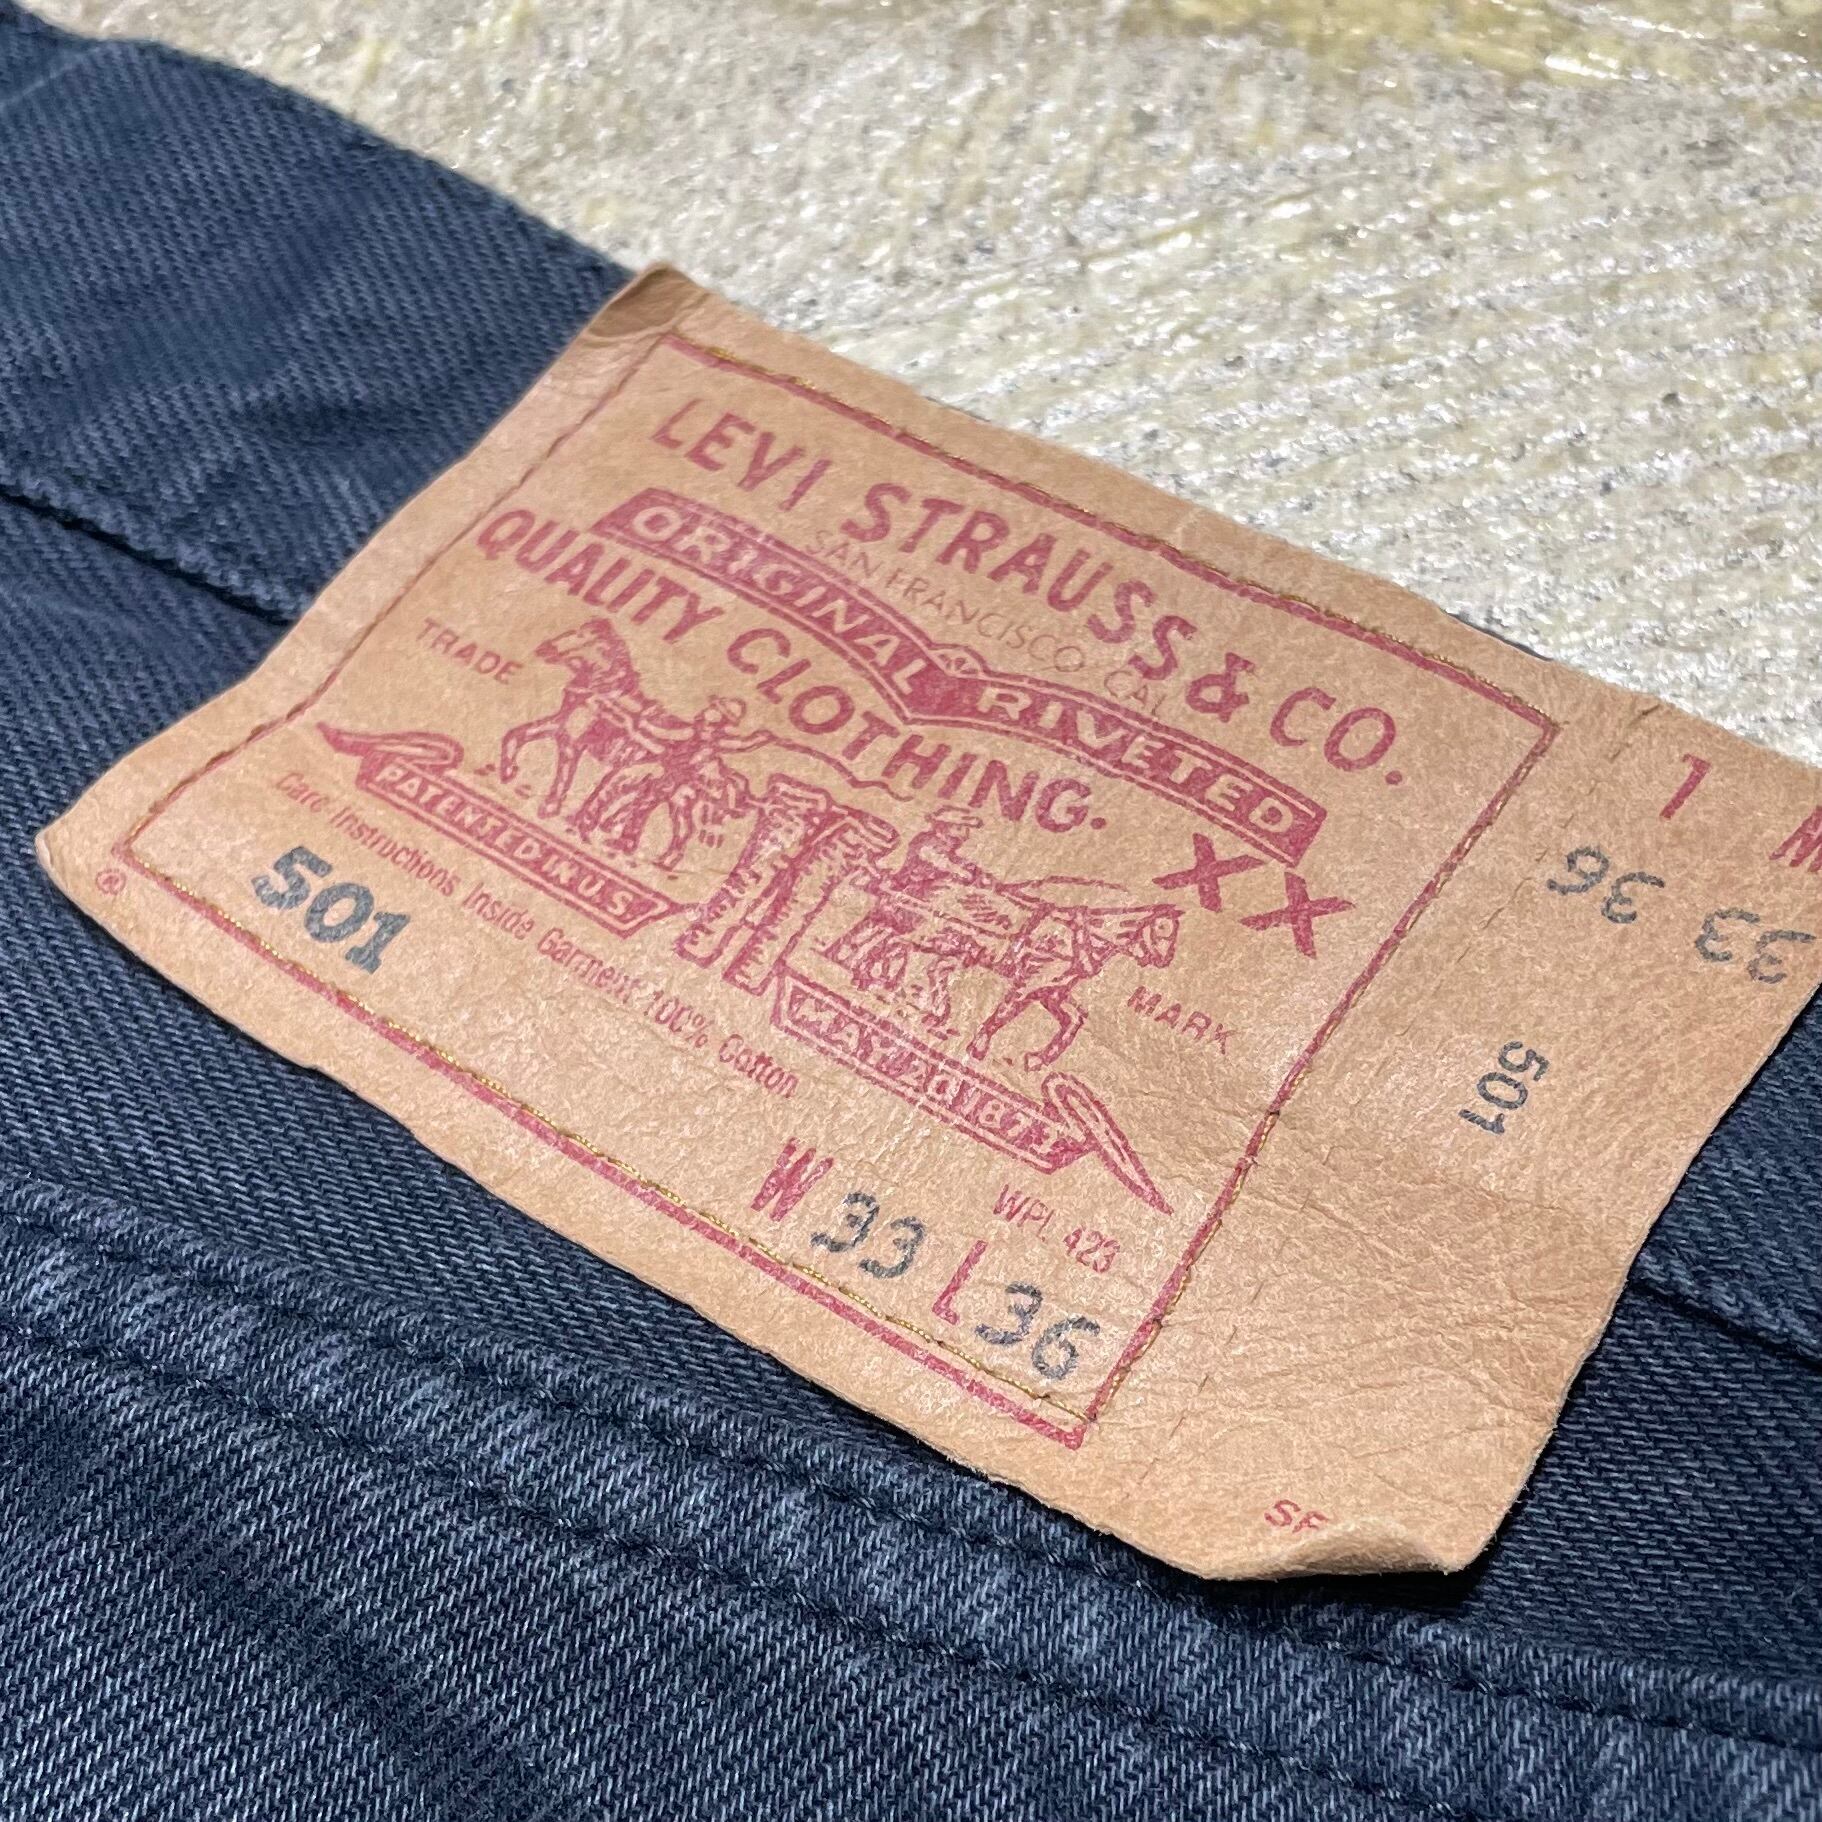 LEVI STRAUSS & CO.
SAN FRANCISCO CAL
ORIGINAL RIVETED
QUALITY CLOTHING.
XX
TRADE
MARK
PATENTED IN U.S.
MAY 20 1873
Care Instructions Inside Garment 100% Cotton
®
501
WPL 423
W 33 L 36
L
36
33
501
SF